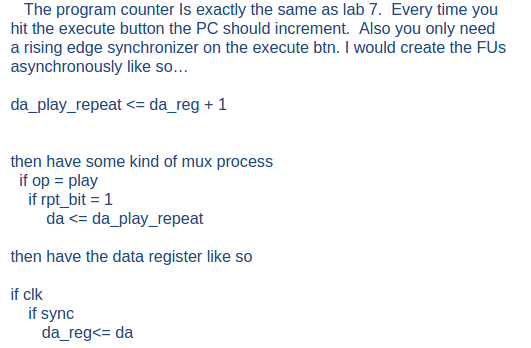 The program counter Is exactly the same as lab 7.  Every time you
hit the execute button the PC should increment.  Also you only need
a rising edge synchronizer on the execute btn. I would create the FUs
asynchronously like so…
da_play_repeat <= da_reg + 1
then have some kind of mux process
if op = play
if rpt_bit = 1
da <= da_play_repeat
then have the data register like so
if clk
if sync
da_reg<= da